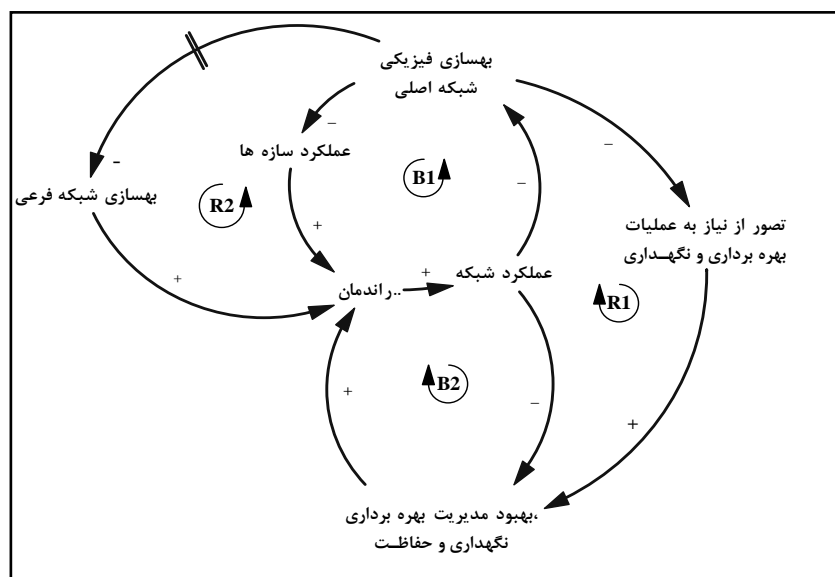 بهسازی فیزیکی
شبکه اصلی
–
–
-
عملکرد سازه ها
B1
–
بهسازی شبکه فرعی
R2
+
تصور از نیاز به عملیات
بهره برداری و نگهـداری
+
راندمان..
+
عملکرد شبکه
R1
B2
+
–
+
بهبود مدیریت بهره برداری،
نگهداری و حفاظـت